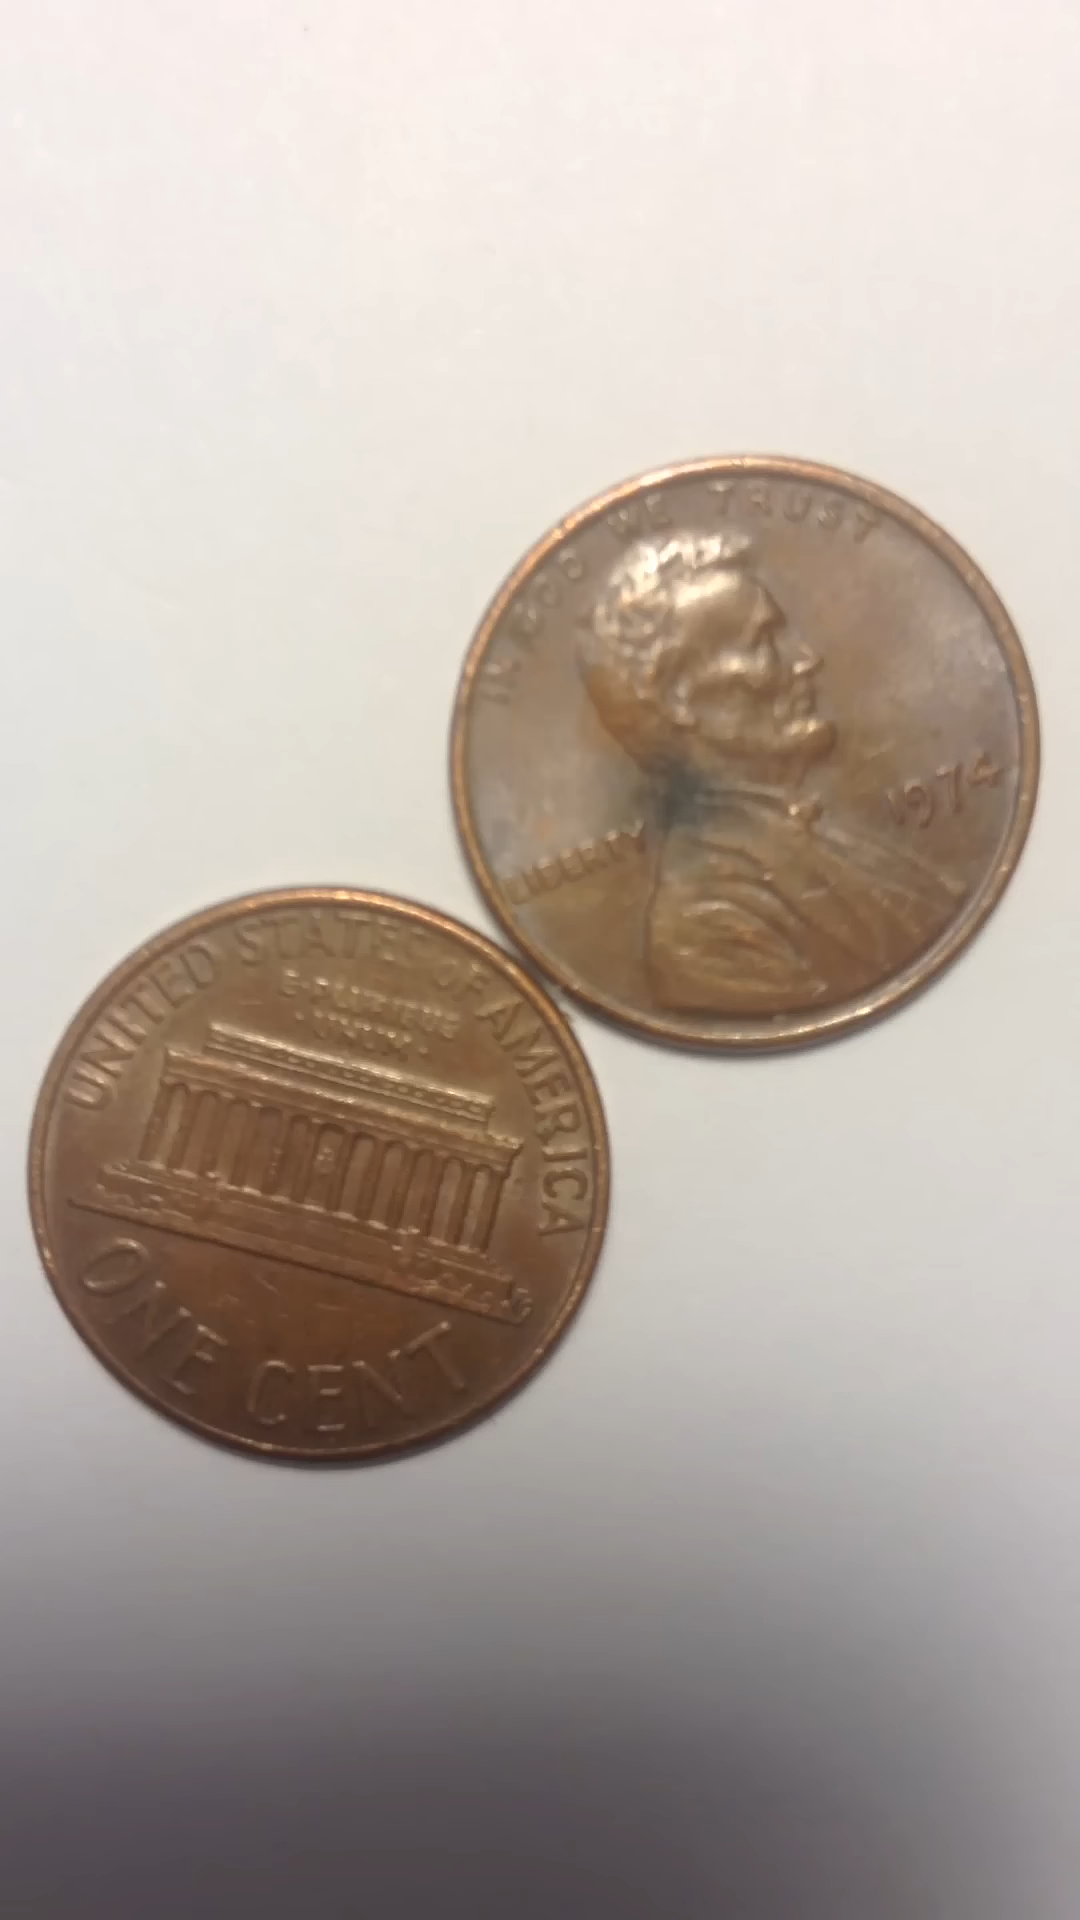 IN GOD WE TRUST
LIBERTY
1974
UNITED STATES OF AMERICA
E·PLURIBUS
·UNUM·
ONE CENT